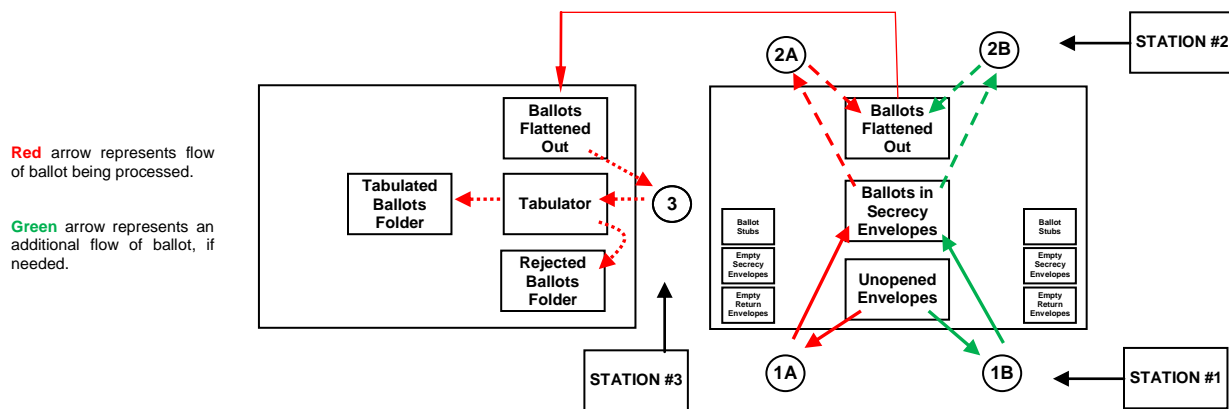 2A
2B
STATION #2
Ballots
Flattened
Out
Ballots
Flattened
Out
Red arrow represents flow
of ballot being processed.
Green arrow represents an
additional flow of ballot, if
needed.
Tabulated
Ballots
Folder
Tabulator
3
Ballots in
Secrecy
Envelopes
Rejected
Ballots
Folder
Unopened
Envelopes
Ballot
Stubs
Empty
Secrecy
Envelopes
Empty
Return
Envelopes
Ballot
Stubs
Empty
Secrecy
Envelopes
Empty
Return
Envelopes
STATION #3
1A
1B
STATION #1